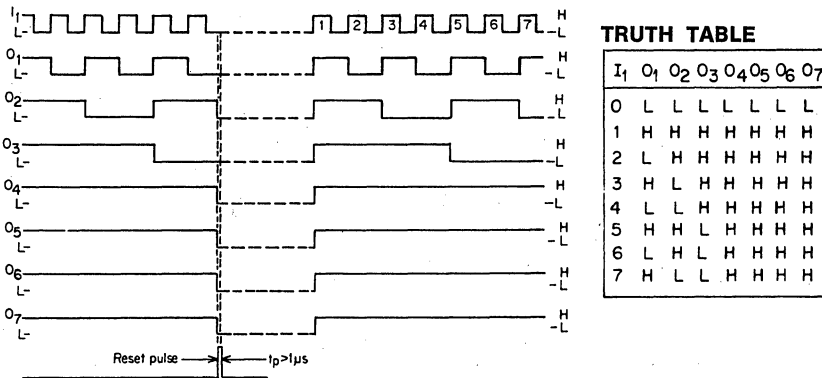 I1
L-
H
-L
1 2 3 4 5 6 7
O1
L-
H
-L
O2
L-
H
-L
O3
L-
H
-L
O4
L-
H
-L
O5
L-
H
-L
O6
L-
H
-L
O7
L-
H
-L
Reset pulse
tp>1μs
TRUTH TABLE
I1 O1 O2 O3 O4 O5 O6 O7
0 L L L L L L L
1 H H H H H H H
2 L H H H H H H
3 H L H H H H H
4 L L H H H H H
5 H H L H H H H
6 L H L H H H H
7 H L L H H H H